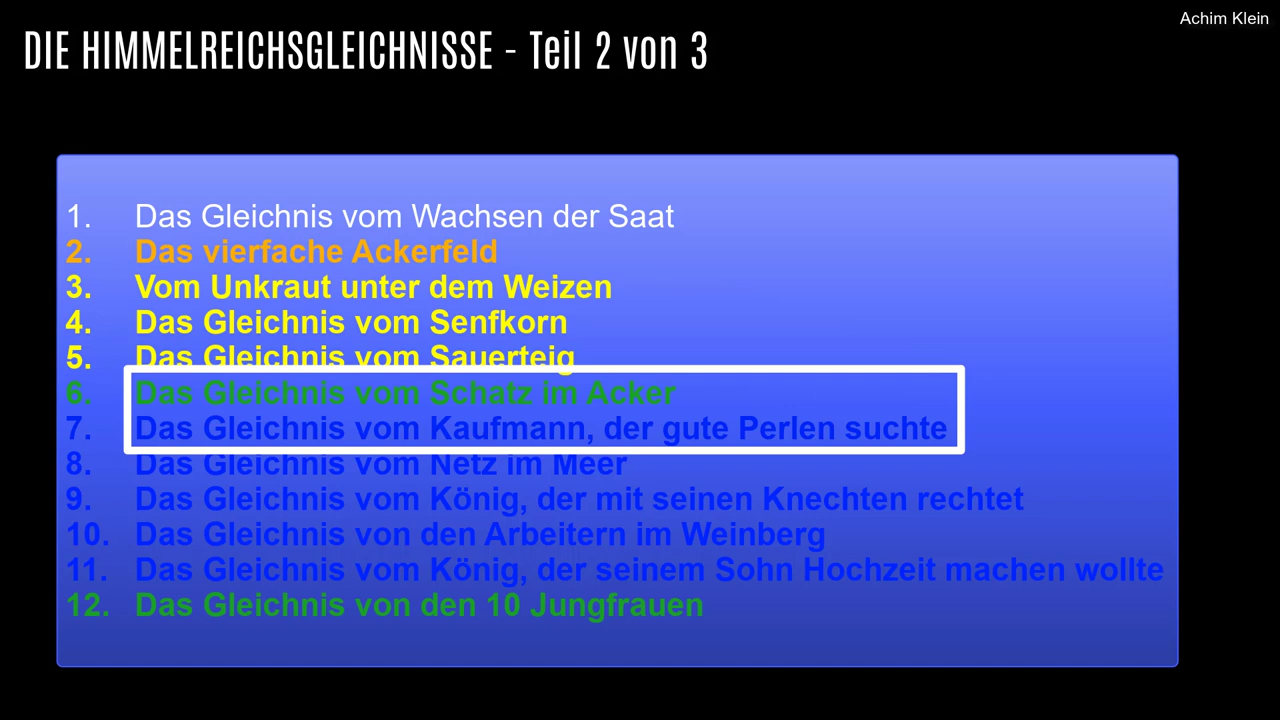 Achim Klein
DIE HIMMELREICHSGLEICHNISSE - Teil 2 von 3
1. Das Gleichnis vom Wachsen der Saat
2. Das vierfache Ackerfeld
3. Vom Unkraut unter dem Weizen
4. Das Gleichnis vom Senfkorn
5. Das Gleichnis vom Sauerteig
6. Das Gleichnis vom Schatz im Acker
7. Das Gleichnis vom Kaufmann, der gute Perlen suchte
8. Das Gleichnis vom Netz im Meer
9. Das Gleichnis vom König, der mit seinen Knechten rechtet
10. Das Gleichnis von den Arbeitern im Weinberg
11. Das Gleichnis vom König, der seinem Sohn Hochzeit machen wollte
12. Das Gleichnis von den 10 Jungfrauen